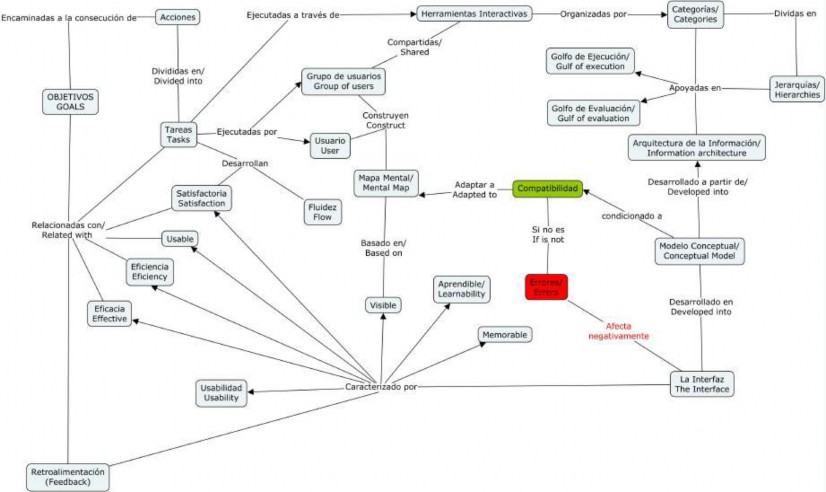 Encaminadas a la consecución de
Acciones
Ejecutadas a través de
Herramientas Interactivas
Organizadas por
Categorías/
Categories
Dividas en
Compartidas/
Shared
Golfo de Ejecución/
Gulf of execution
Dividas en/
Divided into
Grupo de usuarios
Group of users
Apoyadas en
Jerarquías/
Hierarchies
OBJETIVOS
GOALS
Golfo de Evaluación/
Gulf of evaluation
Construyen
Construct
Tareas
Tasks
Ejecutadas por
Usuario
User
Arquitectura de la Información/
Information architecture
Desarrollan
Mapa Mental/
Mental Map
Adaptar a
Adapted to
Compatibilidad
Desarrollado a partir de/
Developed into
Satisfactoria
Satisfaction
Fluidez
Flow
condicionado a
Relacionadas con/
Related with
Usable
Si no es
If is not
Basado en/
Based on
Modelo Conceptual/
Conceptual Model
Eficiencia
Eficiency
Aprendible/
Learnability
Errores/
Errors
Eficacia
Effective
Visible
Desarrollado en
Developed into
Memorable
Afecta
negativamente
Usabilidad
Usability
Caracterizado por
La Interfaz
The Interface
Retroalimentación
(Feedback)